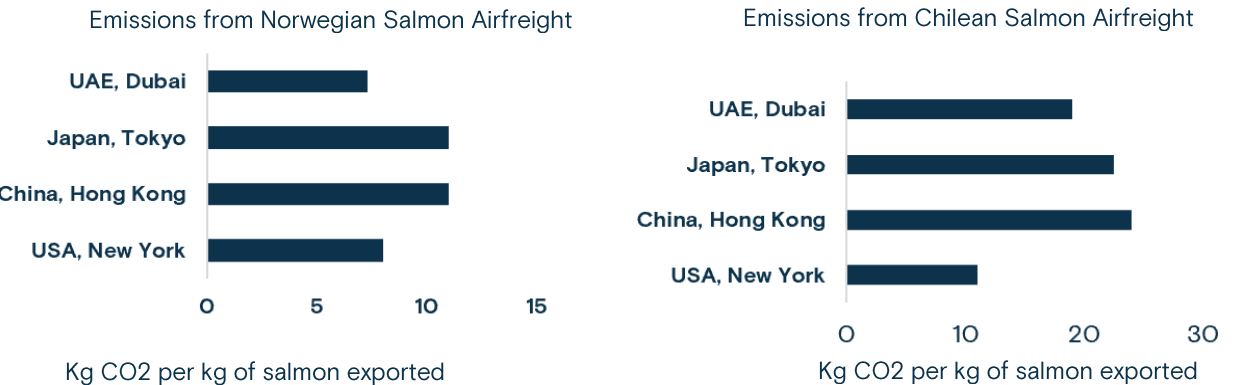 Emissions from Norwegian Salmon Airfreight
UAE, Dubai
Japan, Tokyo
China, Hong Kong
USA, New York
0 5 10 15
Kg CO2 per kg of salmon exported
Emissions from Chilean Salmon Airfreight
UAE, Dubai
Japan, Tokyo
China, Hong Kong
USA, New York
0 10 20 30
Kg CO2 per kg of salmon exported